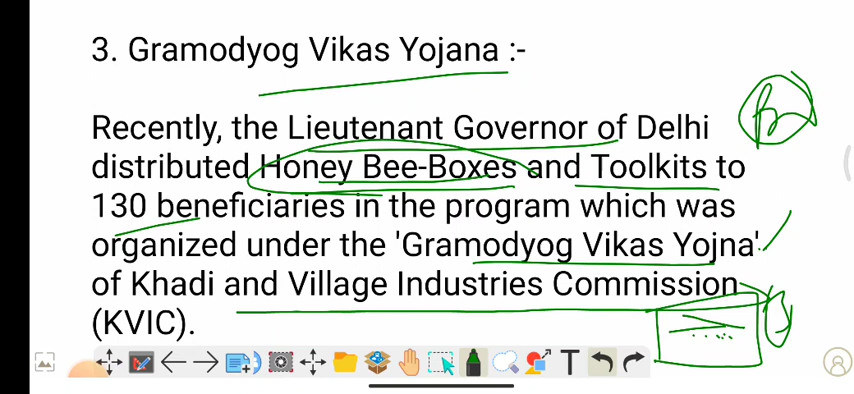 3. Gramodyog Vikas Yojana :-
Recently, the Lieutenant Governor of Delhi
distributed Honey Bee-Boxes and Toolkits to
130 beneficiaries in the program which was
organized under the 'Gramodyog Vikas Yojna'
of Khadi and Village Industries Commission
(KVIC).
T